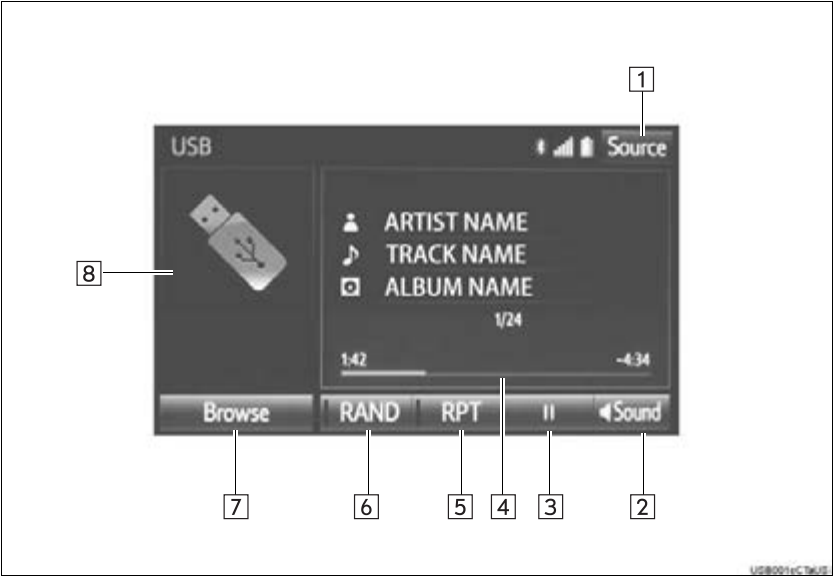 1
USB
Source
ARTIST NAME
TRACK NAME
ALBUM NAME
8
1/24
1:42 -4:34
Browse RAND RPT Sound
7 6 5 4 3 2